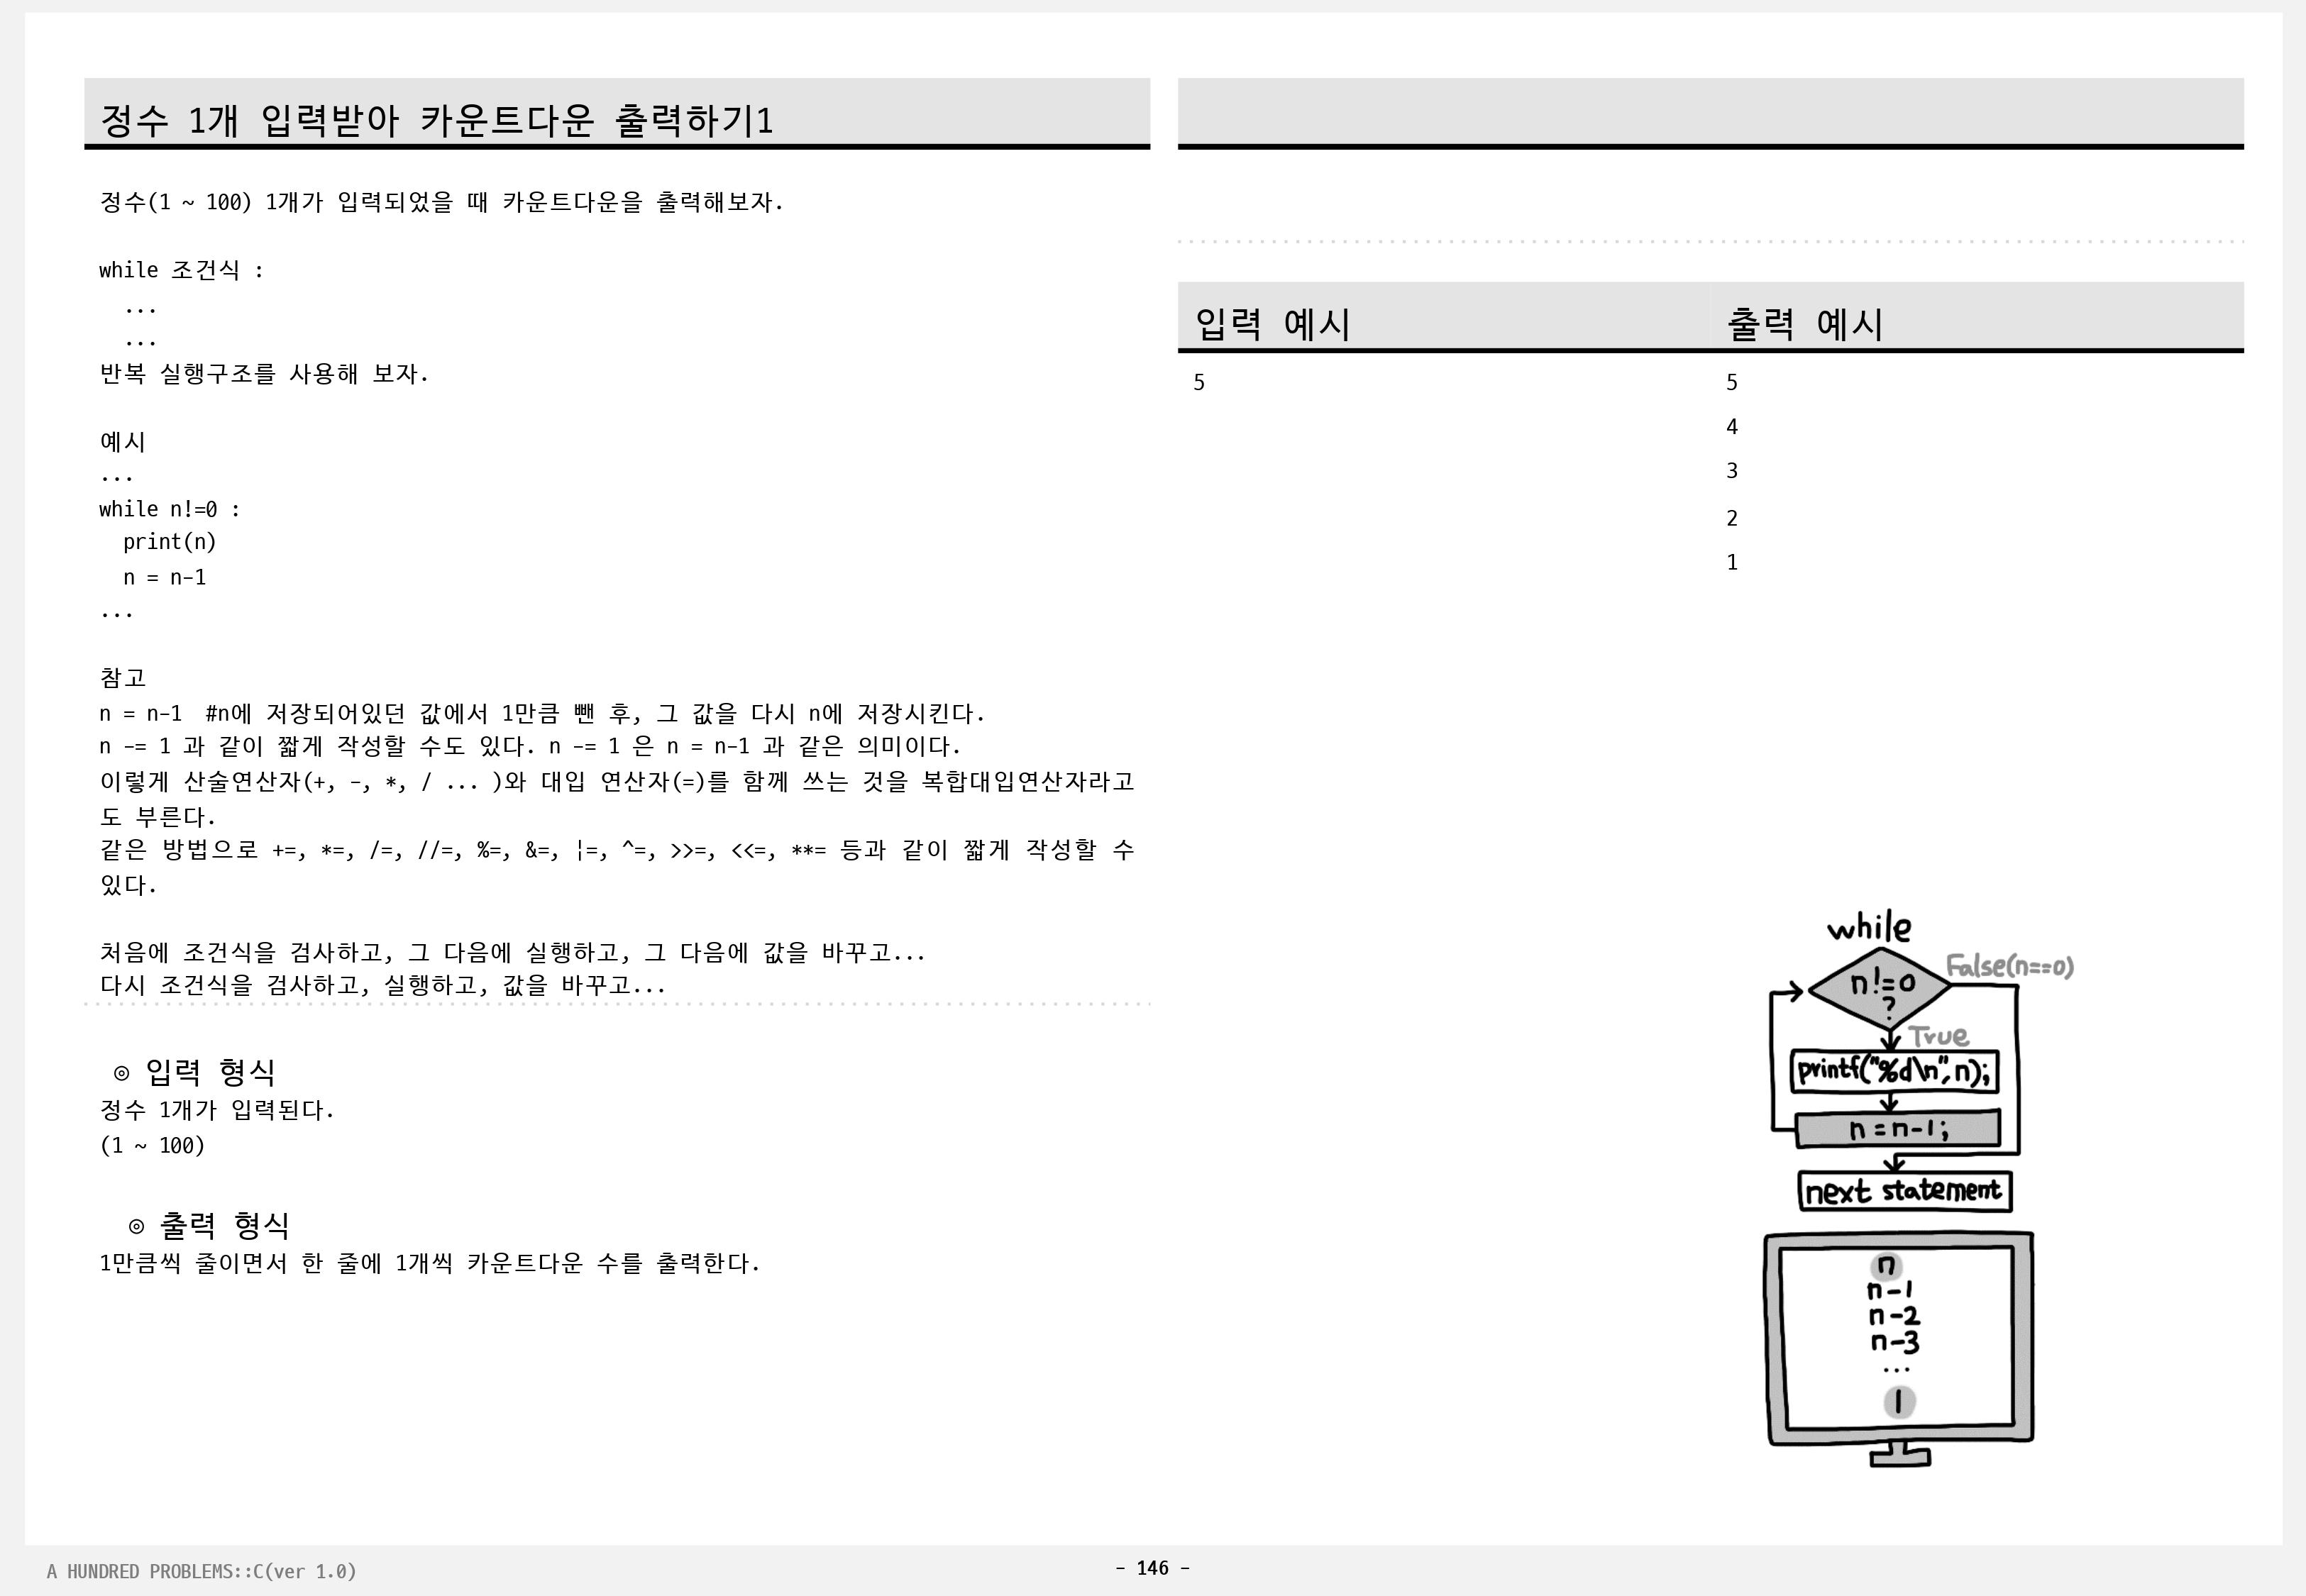 정수 1개 입력받아 카운트다운 출력하기1
정수(1 ~ 100) 1개가 입력되었을 때 카운트다운을 출력해보자.
while 조건식 :
...
...
반복 실행구조를 사용해 보자.
예시
...
while n!=0 :
print(n)
n = n-1
...
참고
n = n-1  #n에 저장되어있던 값에서 1만큼 뺀 후, 그 값을 다시 n에 저장시킨다.
n -= 1 과 같이 짧게 작성할 수도 있다. n -= 1 은 n = n-1 과 같은 의미이다.
이렇게 산술연산자(+, -, *, / ... )와 대입 연산자(=)를 함께 쓰는 것을 복합대입연산자라고
도 부른다.
같은 방법으로 +=, *=, /=, //=, %=, &=, |=, ^=, >>=, <<=, **= 등과 같이 짧게 작성할 수
있다.
처음에 조건식을 검사하고, 그 다음에 실행하고, 그 다음에 값을 바꾸고...
다시 조건식을 검사하고, 실행하고, 값을 바꾸고...
◎ 입력 형식
정수 1개가 입력된다.
(1 ~ 100)
◎ 출력 형식
1만큼씩 줄이면서 한 줄에 1개씩 카운트다운 수를 출력한다.
입력 예시
출력 예시
5
5
4
3
2
1
while
n!=0
?
False(n==0)
True
printf("%d\n",n);
n=n-1;
next statement
n
n-1
n-2
n-3
...
1
A HUNDRED PROBLEMS::C(ver 1.0)
- 146 -